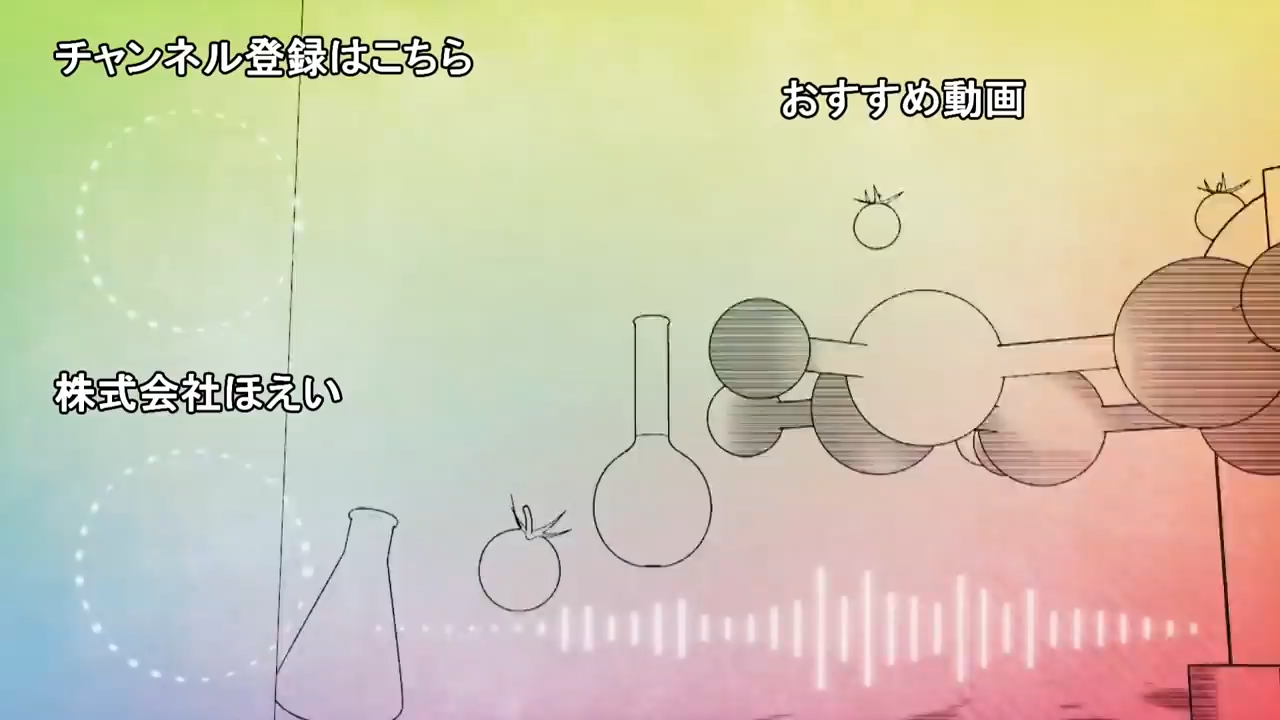 チャンネル登録はこちら
おすすめ動画
株式会社ほえい